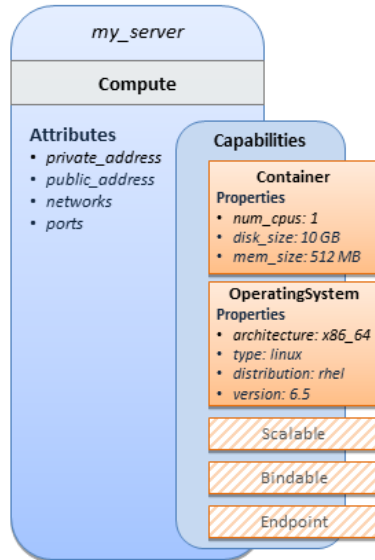 my_server
Compute
Attributes
• private_address
• public_address
• networks
• ports
Capabilities
Container
Properties
• num_cpus: 1
• disk_size: 10 GB
• mem_size: 512 MB
OperatingSystem
Properties
• architecture: x86_64
• type: linux
• distribution: rhel
• version: 6.5
Scalable
Bindable
Endpoint